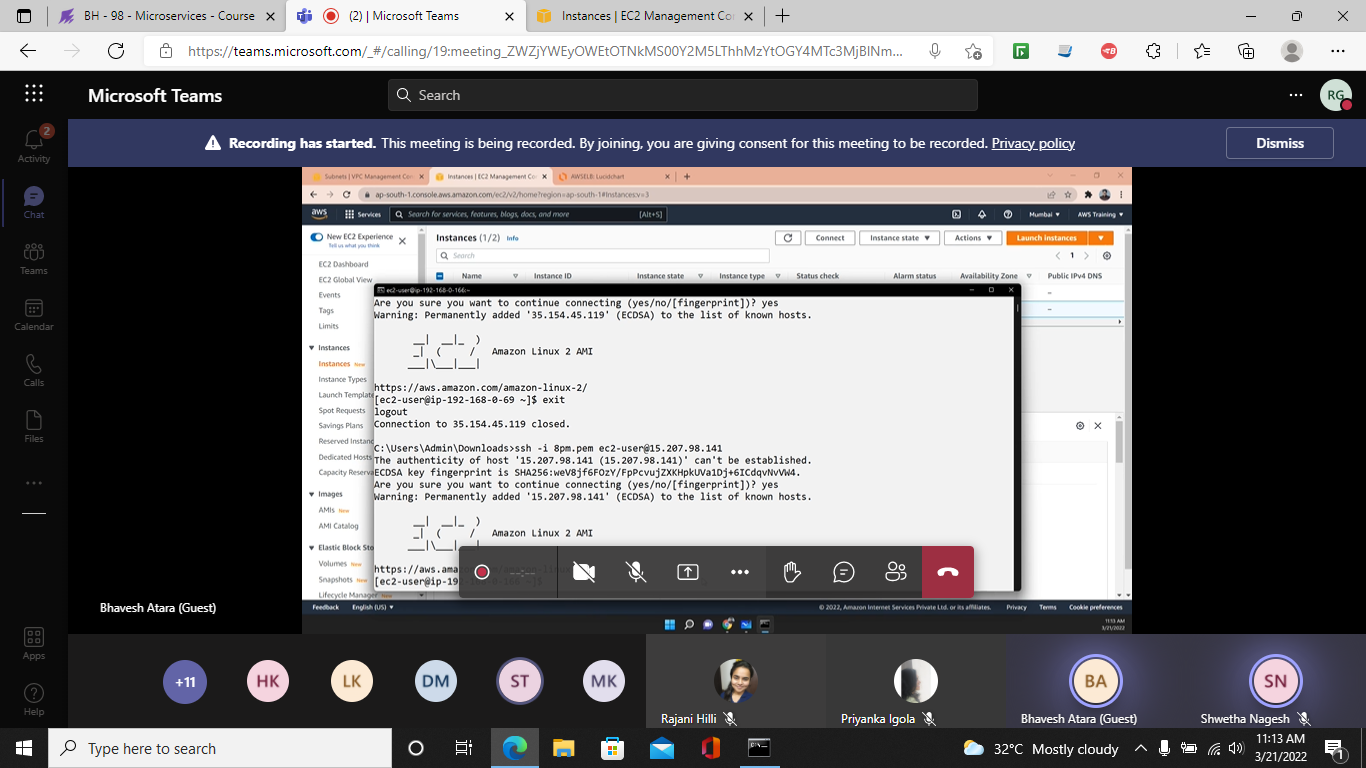 BH - 98 - Microservices - Course
(2) | Microsoft Teams
Instances | EC2 Management Con
https://teams.microsoft.com/_#/calling/19:meeting_ZWZjYWEyOWEtOTNkMS00Y2M5LThhMzYtOGY4MTc3MjBlNm...
Microsoft Teams
Search
RG
Recording has started. This meeting is being recorded. By joining, you are giving consent for this meeting to be recorded. Privacy policy
Dismiss
2
Activity
Chat
Teams
Calendar
Calls
Files
Apps
Help
Subnets | VPC Management Con
Instances | EC2 Management Co
AWSELB: Lucidchart
ap-south-1.console.aws.amazon.com/ec2/v2/home?region=ap-south-1#Instances:v=3
aws
Services
Search for services, features, blogs, docs, and more
[Alt+S]
Mumbai
AWS Training
New EC2 Experience
Tell us what you think
EC2 Dashboard
EC2 Global View
Events
Tags
Limits
Instances
Instances New
Instance Types
Launch Template
Spot Requests
Savings Plans
Reserved Instanc
Dedicated Hosts
Capacity Reserva
Images
AMIs New
AMI Catalog
Elastic Block Sto
Volumes New
Snapshots New
Lifecycle Manager New
Instances (1/2) Info
Connect
Instance state
Actions
Launch instances
Search
1
Name
Instance ID
Instance state
Instance type
Status check
Alarm status
Availability Zone
Public IPv4 DNS
–
–
ec2-user@ip-192-168-0-166:~
Are you sure you want to continue connecting (yes/no/[fingerprint])? yes
Warning: Permanently added '35.154.45.119' (ECDSA) to the list of known hosts.
__| __|_ )
_| ( /  Amazon Linux 2 AMI
___|\___|___|
https://aws.amazon.com/amazon-linux-2/
[ec2-user@ip-192-168-0-69 ~]$ exit
logout
Connection to 35.154.45.119 closed.
C:\Users\Admin\Downloads>ssh -i 8pm.pem ec2-user@15.207.98.141
The authenticity of host '15.207.98.141 (15.207.98.141)' can't be established.
ECDSA key fingerprint is SHA256:weV8jf6FOzY/FpPcvujZXKHpkUVa1Dj+6ICdqvNvVW4.
Are you sure you want to continue connecting (yes/no/[fingerprint])? yes
Warning: Permanently added '15.207.98.141' (ECDSA) to the list of known hosts.
__| __|_ )
_| ( /  Amazon Linux 2 AMI
___|\___|_
https://aws.ama
[ec2-user@ip-19
Feedback
English (US)
© 2022, Amazon Internet Services Private Ltd. or its affiliates.
Privacy
Terms
Cookie preferences
11:13 AM
3/21/2022
Bhavesh Atara (Guest)
+11
HK
LK
DM
ST
MK
Rajani Hilli
Priyanka Igola
BA
Bhavesh Atara (Guest)
SN
Shwetha Nagesh
Type here to search
32°C Mostly cloudy
11:13 AM
3/21/2022
1